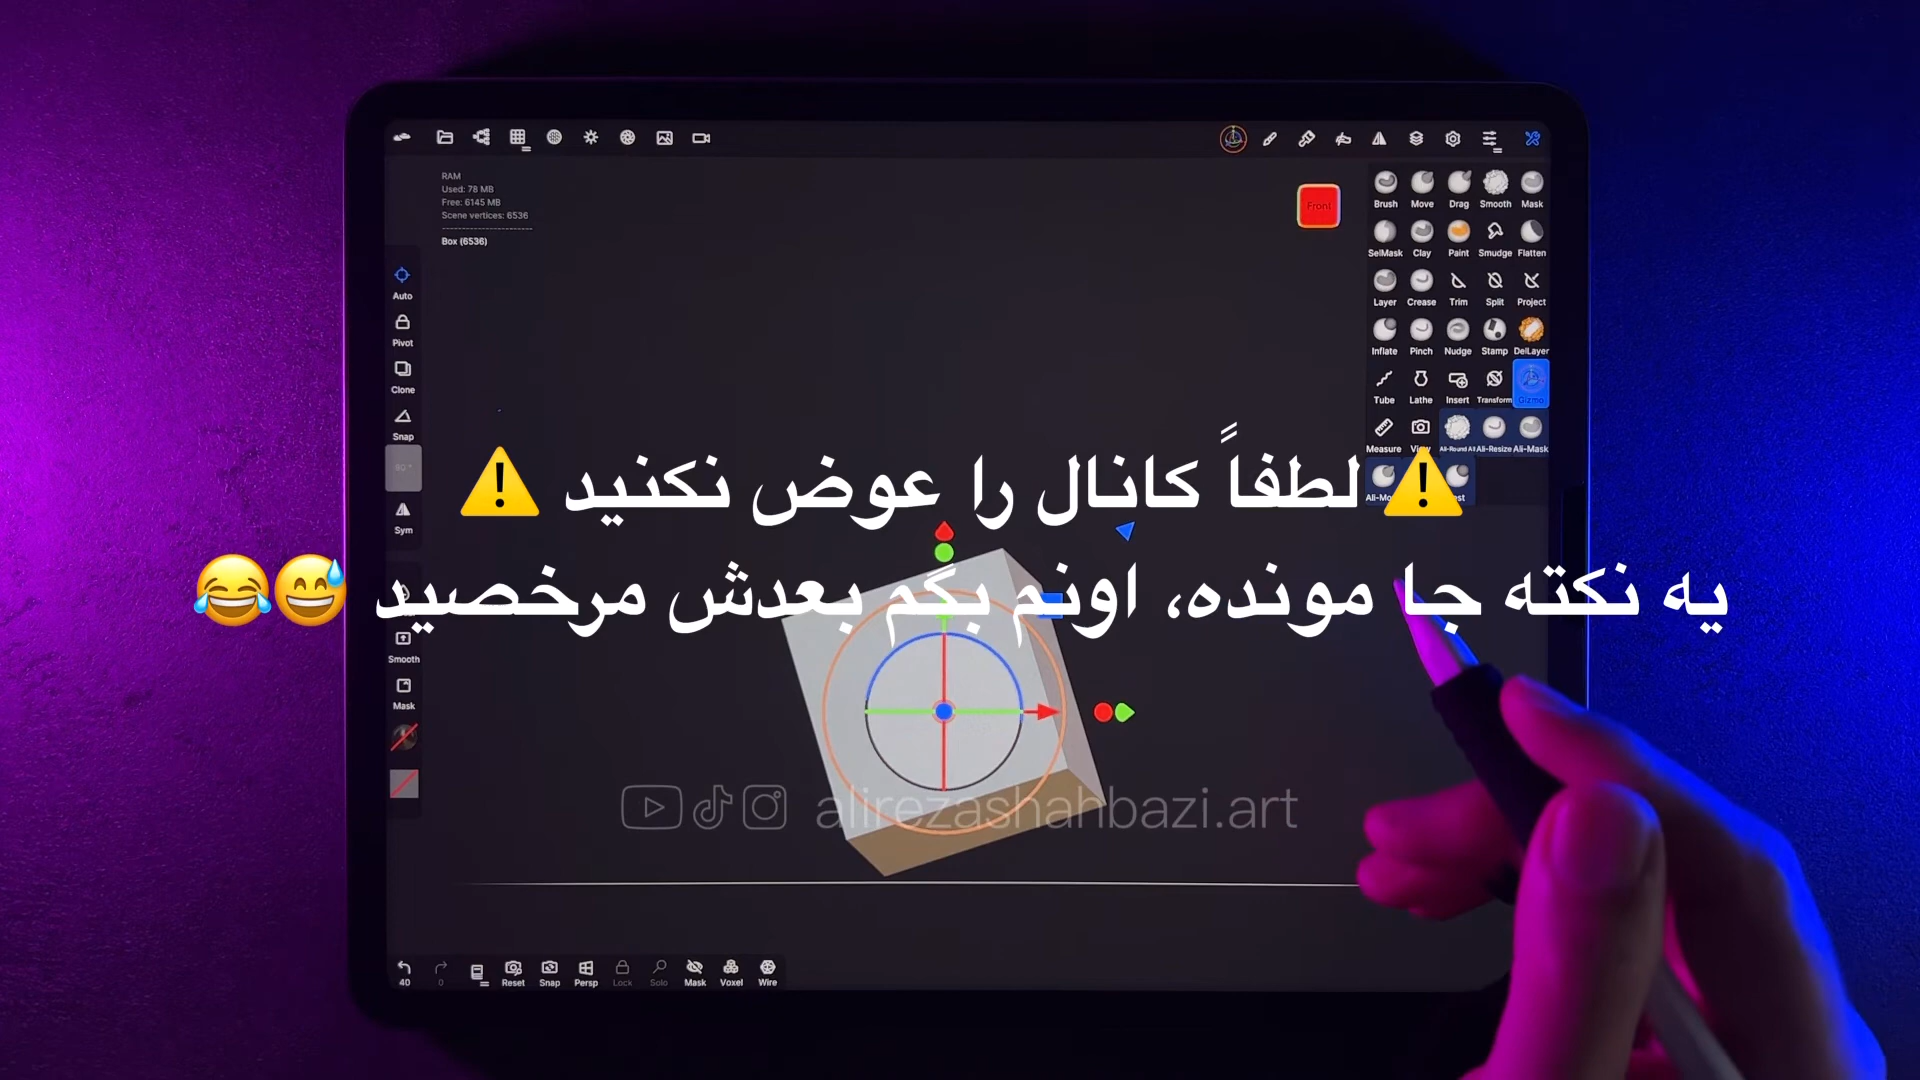 RAM
Used: 78 MB
Free: 6145 MB
Scene vertices: 6536
Box (6536)
Front
Brush Move Drag Smooth Mask
SelMask Clay Paint Smudge Flatten
Layer Crease Trim Split Project
Inflate Pinch Nudge Stamp DelLayer
Tube Lathe Insert Transform Gizmo
Measure Ali-Resize Ali-Mask
Auto
Pivot
Clone
Snap
Sym
⚠️ لطفاً کانال را عوض نکنید ⚠️
یه نکته جا مونده، اونم بگم بعدش مرخصید 😅😂
Smooth
Mask
alirezashahbazi.art
40 0 Reset Snap Persp Lock Solo Mask Voxel Wire